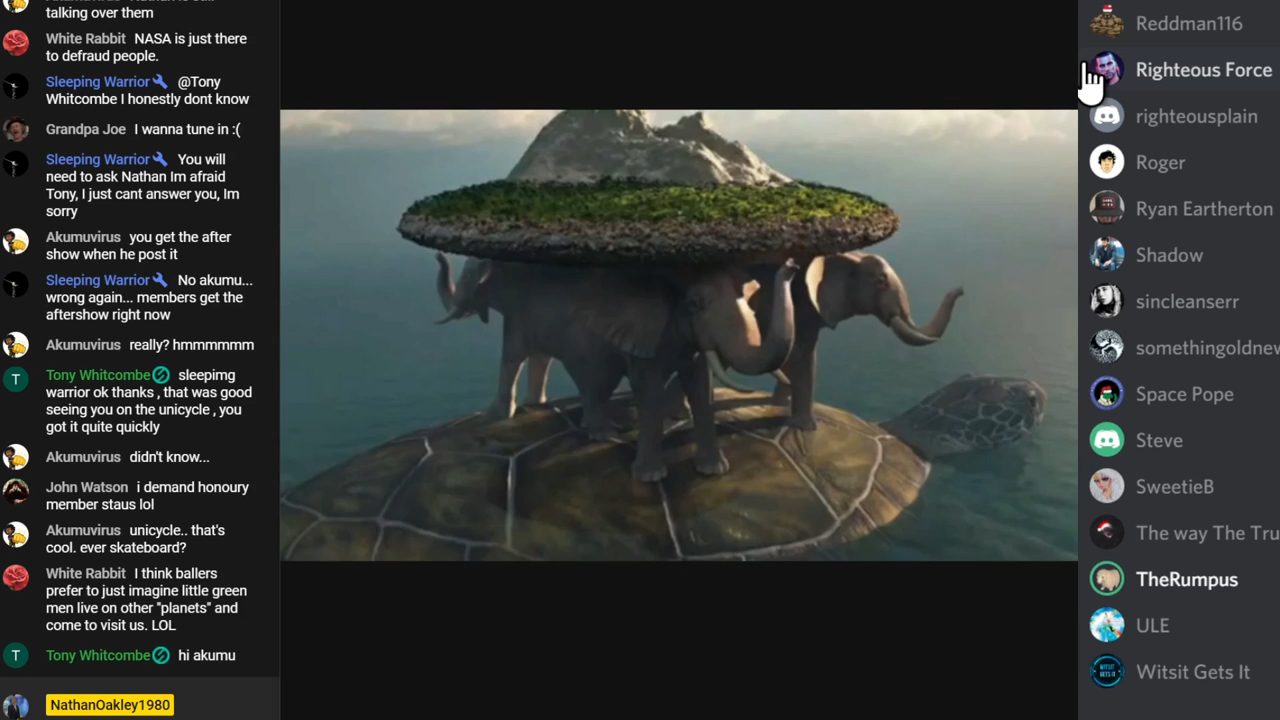 talking over them
White Rabbit NASA is just there
to defraud people.
Sleeping Warrior @Tony
Whitcombe I honestly dont know
Grandpa Joe I wanna tune in :(
Sleeping Warrior You will
need to ask Nathan Im afraid
Tony, I just cant answer you, Im
sorry
Akumuvirus you get the after
show when he post it
Sleeping Warrior No akumu...
wrong again... members get the
aftershow right now
Akumuvirus really? hmmmmmm
T
Tony Whitcombe sleepimg
warrior ok thanks , that was good
seeing you on the unicycle , you
got it quite quickly
Akumuvirus didn't know...
John Watson i demand honoury
member staus lol
Akumuvirus unicycle.. that's
cool. ever skateboard?
White Rabbit I think ballers
prefer to just imagine little green
men live on other "planets" and
come to visit us. LOL
T
Tony Whitcombe hi akumu
NathanOakley1980
Reddman116
Righteous Force
righteousplain
Roger
Ryan Eartherton
Shadow
sincleanserr
somethingoldnew
Space Pope
Steve
SweetieB
The way The Tru
TheRumpus
ULE
WITSIT
GETS IT
Witsit Gets It